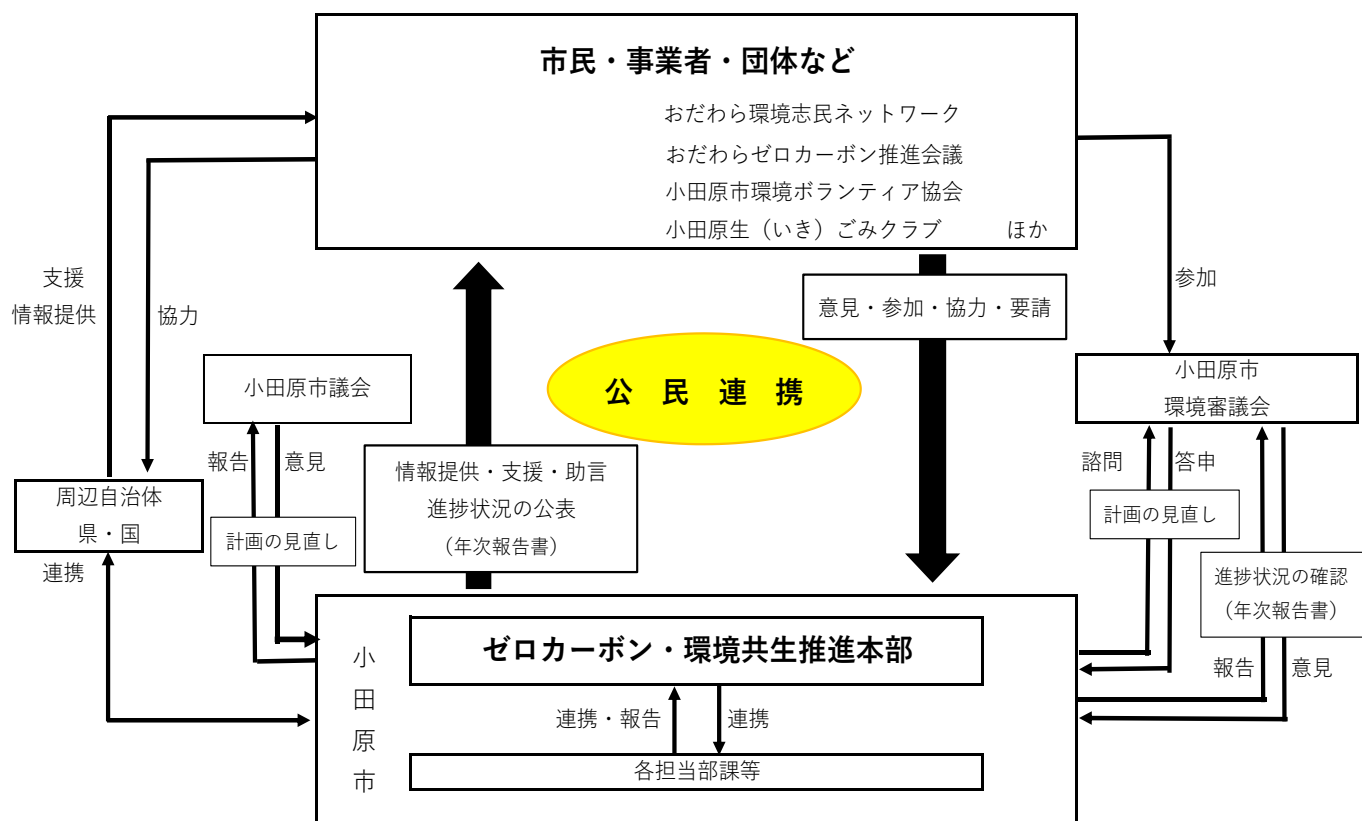 市民・事業者・団体など
おだわら環境志民ネットワーク
おだわらゼロカーボン推進会議
小田原市環境ボランティア協会
小田原生（いき）ごみクラブ　　　ほか
支援
情報提供
協力
意見・参加・協力・要請
参加
公　民　連　携
小田原市議会
小田原市
環境審議会
報告
意見
情報提供・支援・助言
進捗状況の公表
（年次報告書）
諮問
答申
周辺自治体
県・国
計画の見直し
計画の見直し
連携
進捗状況の確認
（年次報告書）
報告
意見
小田原市
ゼロカーボン・環境共生推進本部
連携・報告
連携
各担当部課等